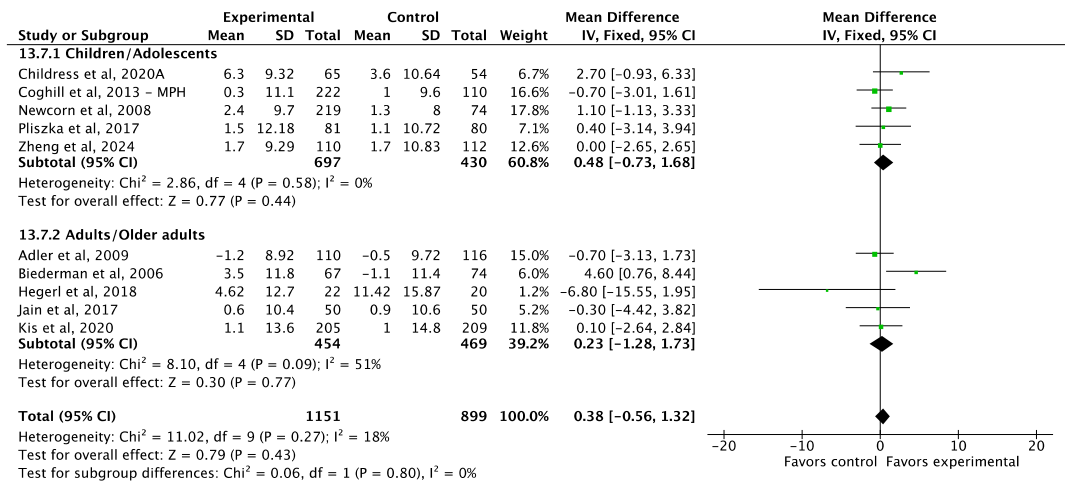 Experimental Control Mean Difference Mean Difference
Study or Subgroup Mean SD Total Mean SD Total Weight IV, Fixed, 95% CI IV, Fixed, 95% CI
13.7.1 Children/Adolescents
Childress et al, 2020A 6.3 9.32 65 3.6 10.64 54 6.7% 2.70 [−0.93, 6.33]
Coghill et al, 2013 – MPH 0.3 11.1 222 1 9.6 110 16.6% −0.70 [−3.01, 1.61]
Newcorn et al, 2008 2.4 9.7 219 1.3 8 74 17.8% 1.10 [−1.13, 3.33]
Pliszka et al, 2017 1.5 12.18 81 1.1 10.72 80 7.1% 0.40 [−3.14, 3.94]
Zheng et al, 2024 1.7 9.29 110 1.7 10.83 112 12.6% 0.00 [−2.65, 2.65]
Subtotal (95% CI) 697 430 60.8% 0.48 [−0.73, 1.68]
Heterogeneity: Chi² = 2.86, df = 4 (P = 0.58); I² = 0%
Test for overall effect: Z = 0.77 (P = 0.44)
13.7.2 Adults/Older adults
Adler et al, 2009 −1.2 8.92 110 −0.5 9.72 116 15.0% −0.70 [−3.13, 1.73]
Biederman et al, 2006 3.5 11.8 67 −1.1 11.4 74 6.0% 4.60 [0.76, 8.44]
Hegerl et al, 2018 4.62 12.7 22 11.42 15.87 20 1.2% −6.80 [−15.55, 1.95]
Jain et al, 2017 0.6 10.4 50 0.9 10.6 50 5.2% −0.30 [−4.42, 3.82]
Kis et al, 2020 1.1 13.6 205 1 14.8 209 11.8% 0.10 [−2.64, 2.84]
Subtotal (95% CI) 454 469 39.2% 0.23 [−1.28, 1.73]
Heterogeneity: Chi² = 8.10, df = 4 (P = 0.09); I² = 51%
Test for overall effect: Z = 0.30 (P = 0.77)
Total (95% CI) 1151 899 100.0% 0.38 [−0.56, 1.32]
Heterogeneity: Chi² = 11.02, df = 9 (P = 0.27); I² = 18%
Test for overall effect: Z = 0.79 (P = 0.43)
Test for subgroup differences: Chi² = 0.06, df = 1 (P = 0.80), I² = 0%
−20 −10 0 10 20
Favors control Favors experimental